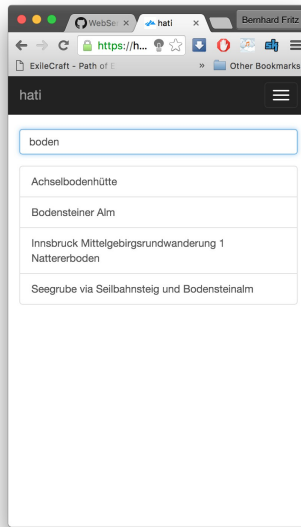 WebSe
hati
Bernhard Fritz
https://h...
ExileCraft - Path of E
»
Other Bookmarks
hati
boden
Achselbodenhütte
Bodensteiner Alm
Innsbruck Mittelgebirgsrundwanderung 1
Nattererboden
Seegrube via Seilbahnsteig und Bodensteinalm